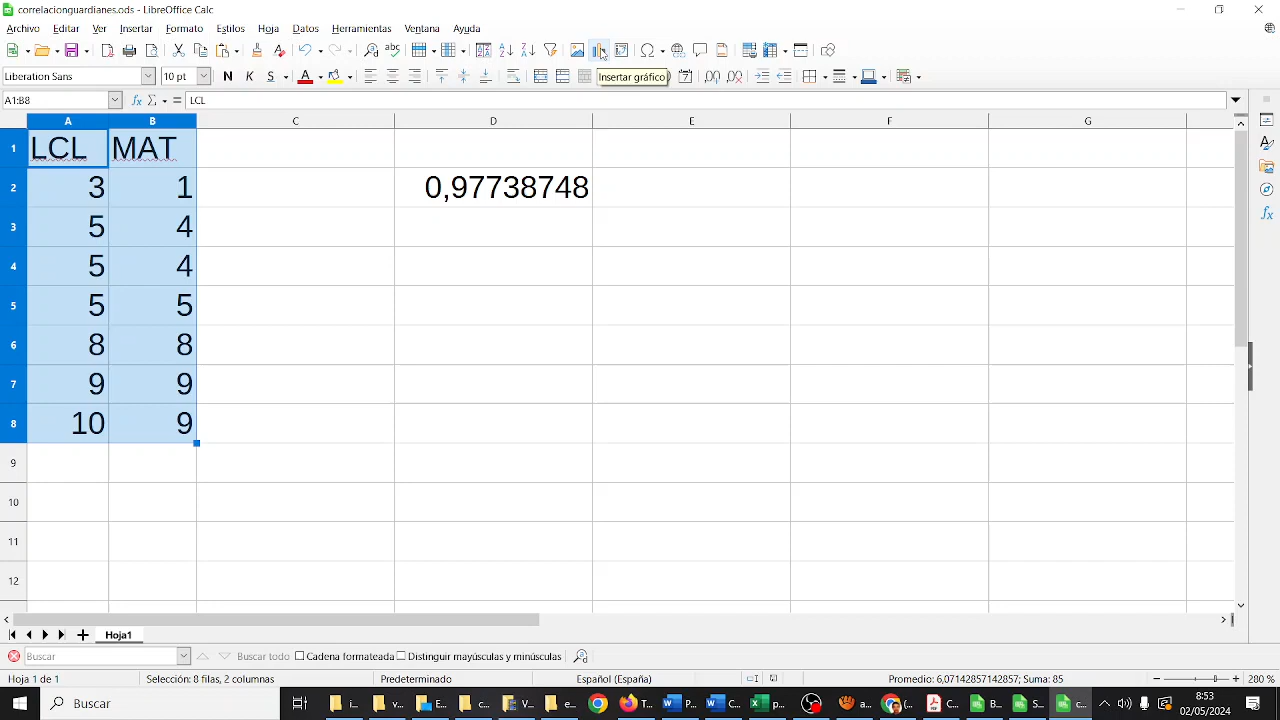 correlacionguardianes.ods - LibreOffice Calc
Archivo Editar Ver Insertar Formato Estilos Hoja Datos Herramientas Ventana Ayuda
Liberation Sans 10 pt N K S A Insertar gráfico
A1:B8 LCL
A B C D E F G
1 LCL MAT
2 3 1 0,97738748
3 5 4
4 5 4
5 5 5
6 8 8
7 9 9
8 10 9
9
10
11
12
Hoja1
Buscar Buscar todo Cadena formateada Distinguir mayúsculas y minúsculas
Hoja 1 de 1 Selección: 8 filas, 2 columnas Predeterminado Español (España) Promedio: 6,07142857142857; Suma: 85 280 %
Buscar i... v... E... C... V... e... T... C... a... P... B... S... c... 8:53
02/05/2024